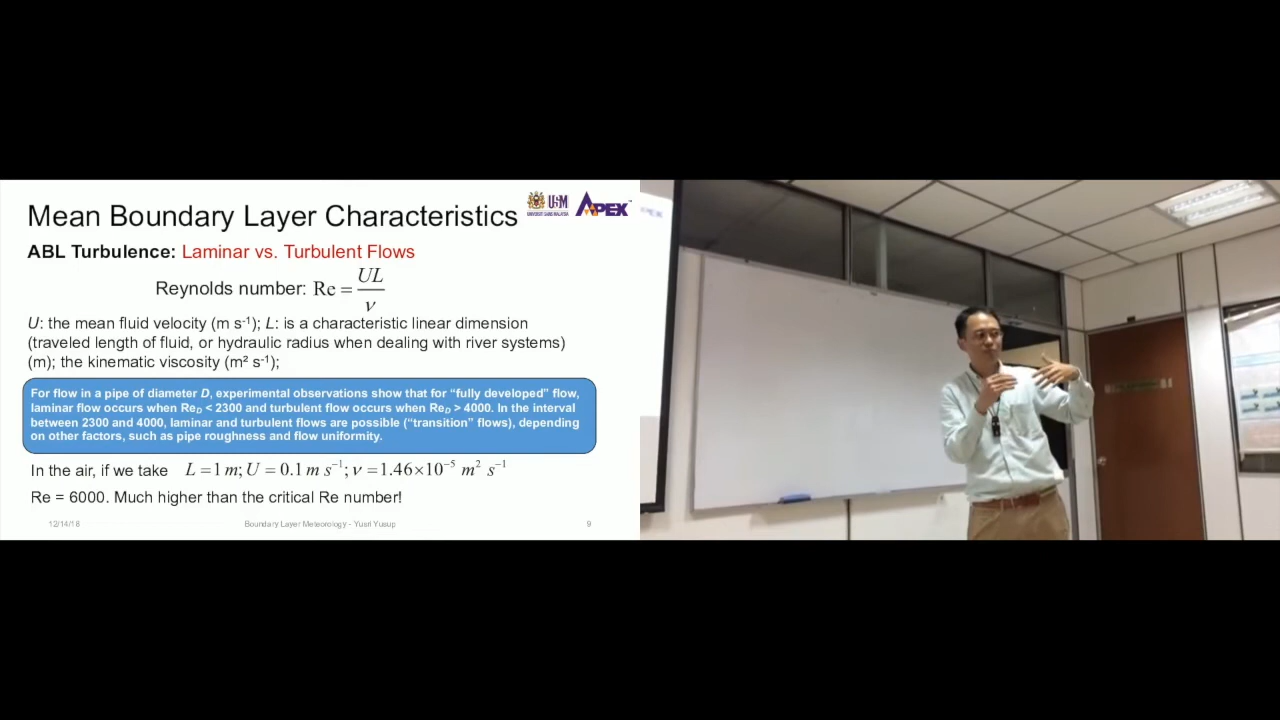 Mean Boundary Layer Characteristics
USM
UNIVERSITI SAINS MALAYSIA
APEX™
ABL Turbulence: Laminar vs. Turbulent Flows
Reynolds number: Re = UL/ν
U: the mean fluid velocity (m s⁻¹); L: is a characteristic linear dimension
(traveled length of fluid, or hydraulic radius when dealing with river systems)
(m); the kinematic viscosity (m² s⁻¹);
For flow in a pipe of diameter D, experimental observations show that for “fully developed” flow,
laminar flow occurs when Re_D < 2300 and turbulent flow occurs when Re_D > 4000. In the interval
between 2300 and 4000, laminar and turbulent flows are possible (“transition” flows), depending
on other factors, such as pipe roughness and flow uniformity.
In the air, if we take L = 1 m; U = 0.1 m s⁻¹; ν = 1.46×10⁻⁵ m² s⁻¹
Re = 6000. Much higher than the critical Re number!
12/14/18 Boundary Layer Meteorology - Yusri Yusup 9